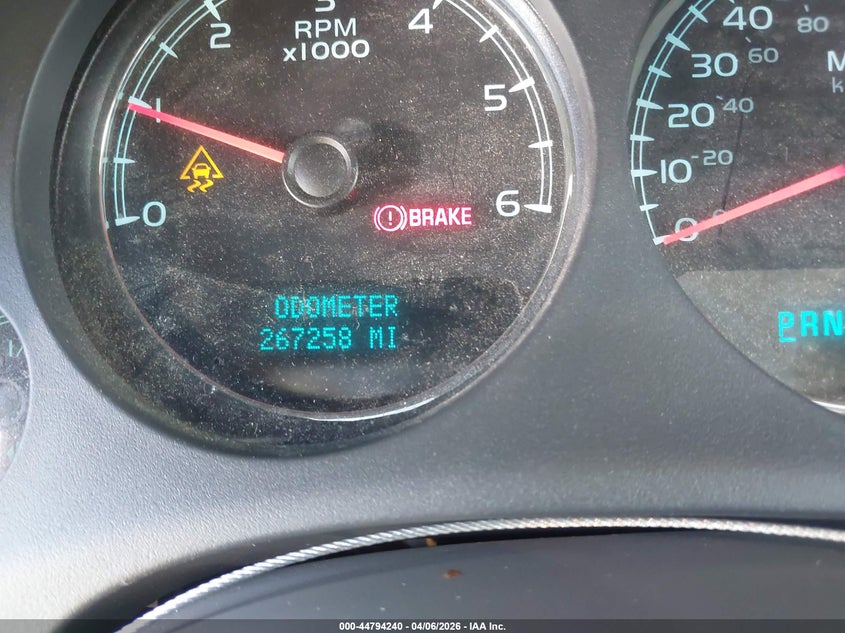 0 1 2 3 4 5 6
RPM
x1000
BRAKE
ODOMETER
267258 MI
0 10 20 30 40
0 20 40 60 80
M
k
PRN
000-44794240 - 04/06/2026 - IAA Inc.